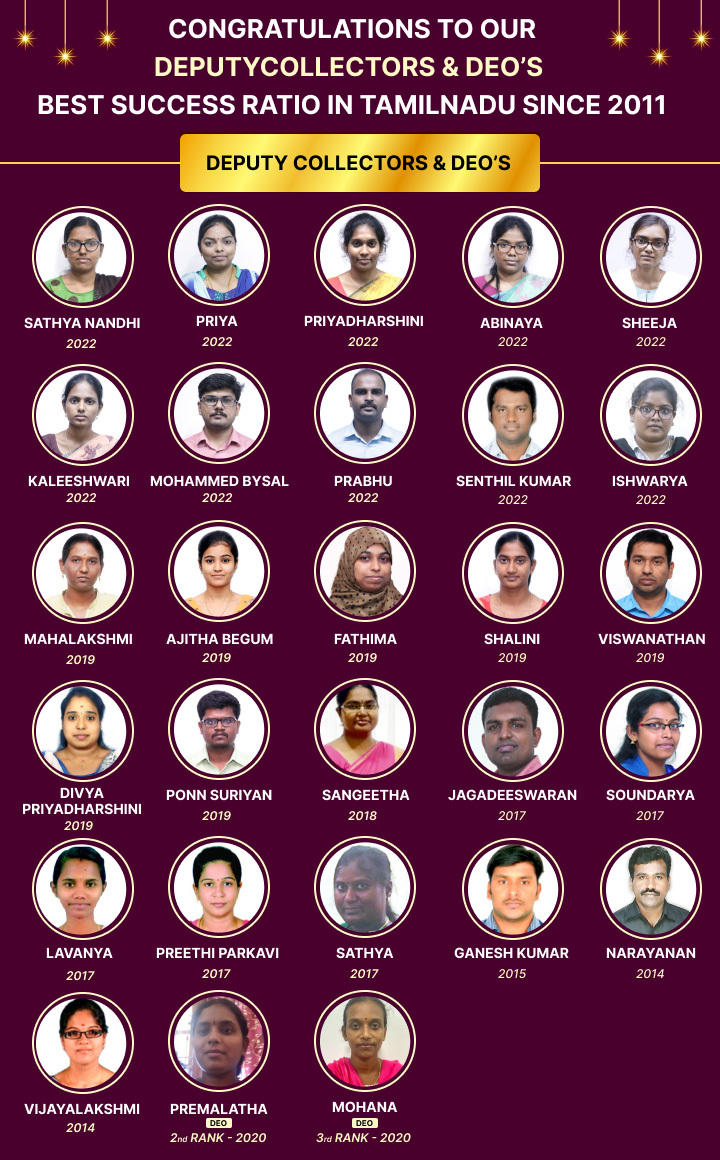 CONGRATULATIONS TO OUR
DEPUTYCOLLECTORS & DEO'S
BEST SUCCESS RATIO IN TAMILNADU SINCE 2011
DEPUTY COLLECTORS & DEO'S
SATHYA NANDHI
2022
PRIYA
2022
PRIYADHARSHINI
2022
ABINAYA
2022
SHEEJA
2022
KALEESHWARI
2022
MOHAMMED BYSAL
2022
PRABHU
2022
SENTHIL KUMAR
2022
ISHWARYA
2022
MAHALAKSHMI
2019
AJITHA BEGUM
2019
FATHIMA
2019
SHALINI
2019
VISWANATHAN
2019
DIVYA
PRIYADHARSHINI
2019
PONN SURIYAN
2019
SANGEETHA
2018
JAGADEESWARAN
2017
SOUNDARYA
2017
LAVANYA
2017
PREETHI PARKAVI
2017
SATHYA
2017
GANESH KUMAR
2015
NARAYANAN
2014
VIJAYALAKSHMI
2014
PREMALATHA
DEO
2nd RANK - 2020
MOHANA
DEO
3rd RANK - 2020